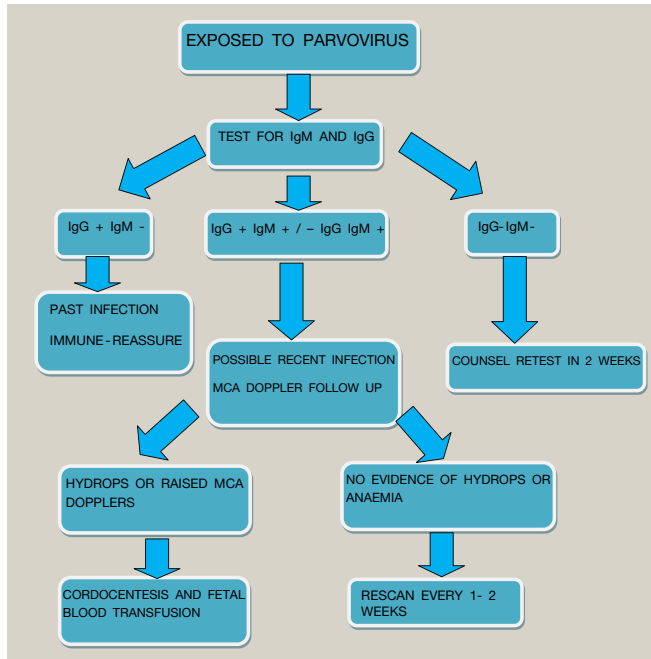 EXPOSED TO PARVOVIRUS
TEST FOR IgM AND IgG
IgG + IgM -
IgG + IgM + / – IgG IgM +
IgG- IgM-
PAST INFECTION
IMMUNE-REASSURE
POSSIBLE RECENT INFECTION
MCA DOPPLER FOLLOW UP
COUNSEL RETEST IN 2 WEEKS
HYDROPS OR RAISED MCA
DOPPLERS
NO EVIDENCE OF HYDROPS OR
ANAEMIA
CORDOCENTESIS AND FETAL
BLOOD TRANSFUSION
RESCAN EVERY 1- 2
WEEKS